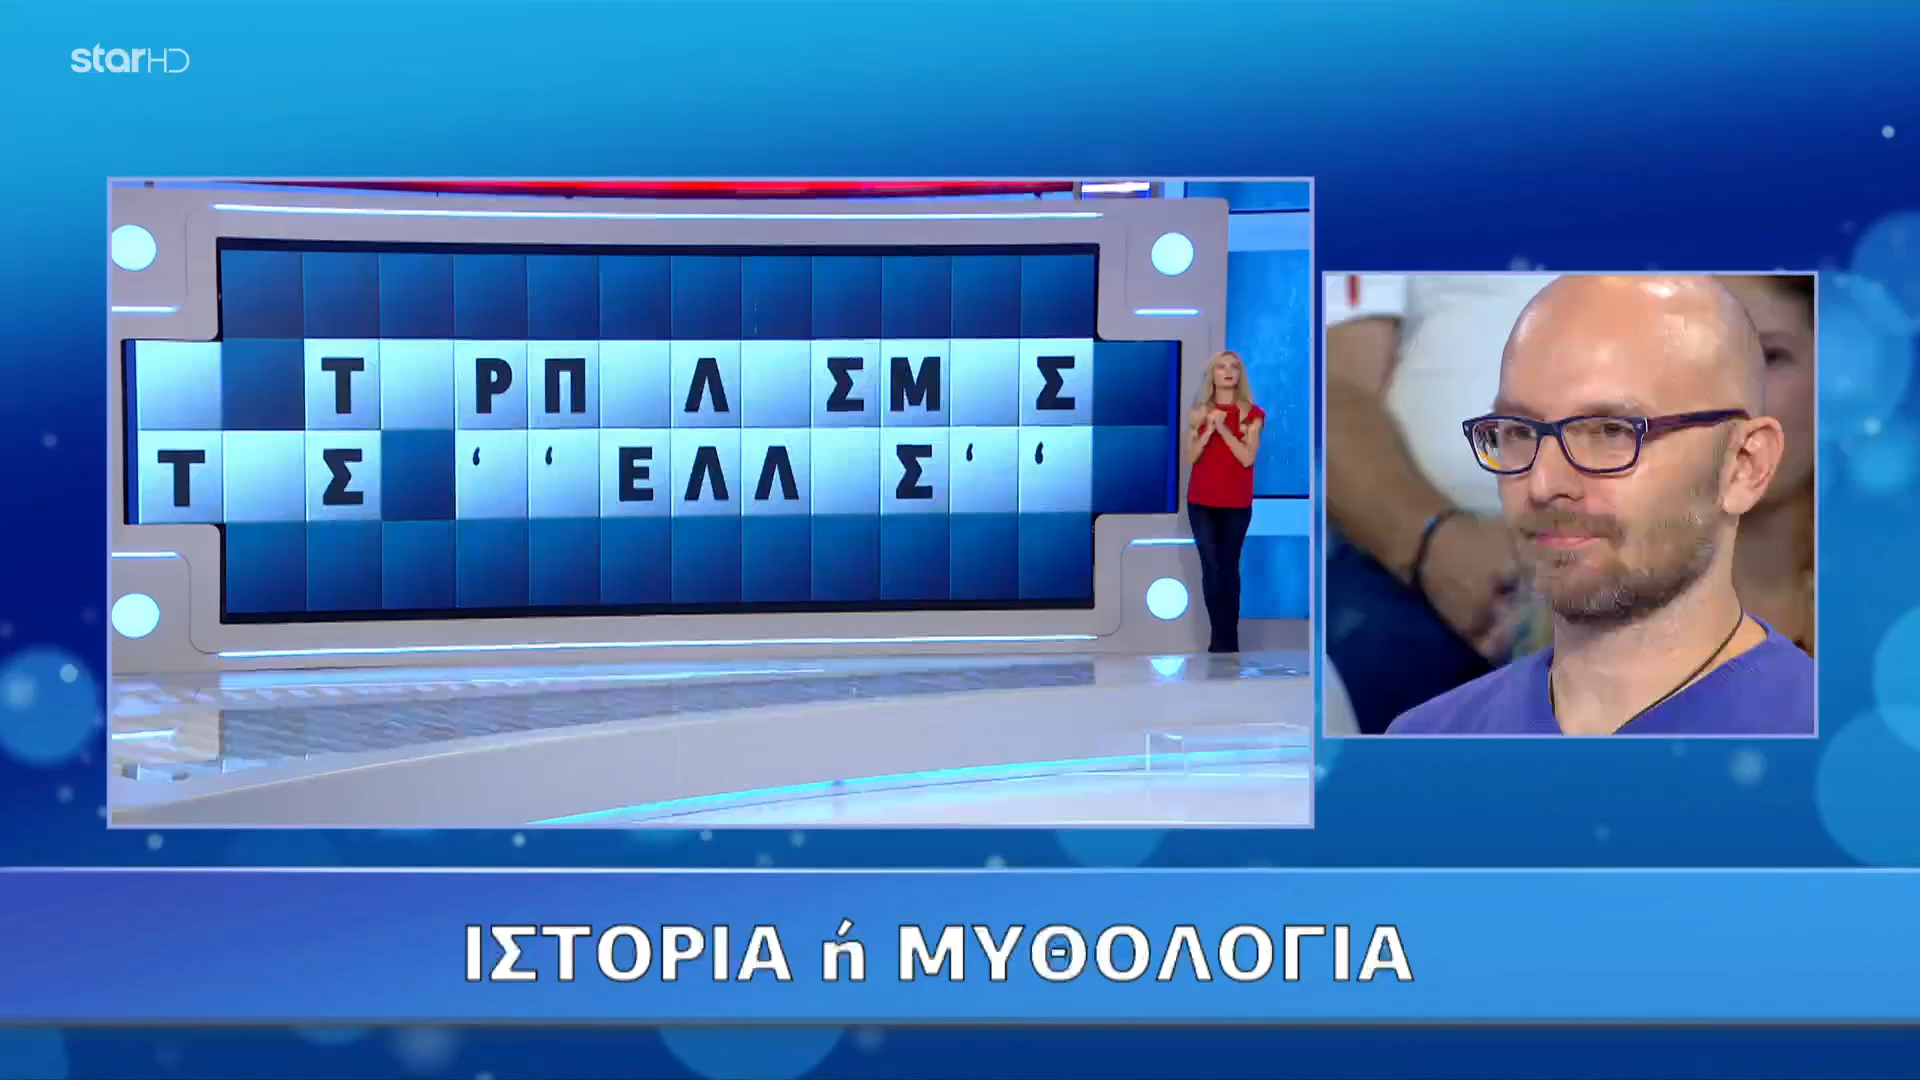 starHD
Τ ΡΠ Λ ΣΜ Σ
Τ Σ ‘‘ΕΛΛ Σ‘‘
ΙΣΤΟΡΙΑ ή ΜΥΘΟΛΟΓΙΑ